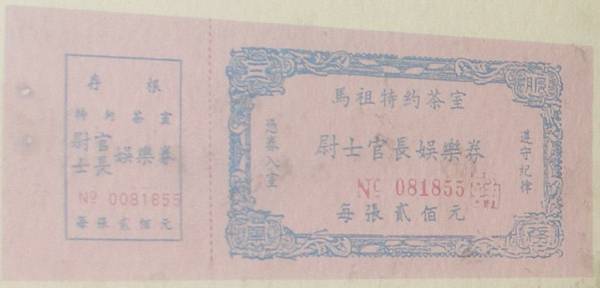 存根
特約茶室
尉士官長娛樂券
№ 0081855
每張貳佰元
服
馬祖特約茶室
憑券入室
尉士官長娛樂券
遵守紀律
№ 081855
每張貳佰元